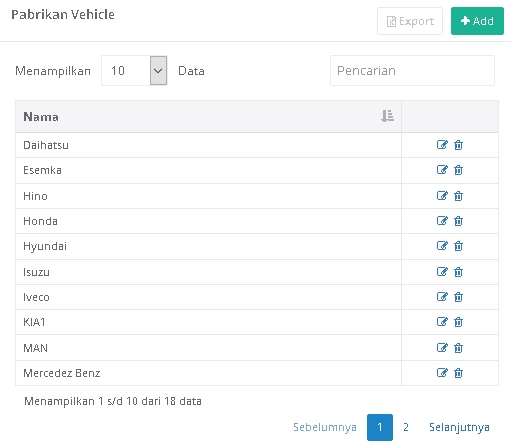 Pabrikan Vehicle
Export
Add
Menampilkan 10 Data
Pencarian
Nama
Daihatsu
Esemka
Hino
Honda
Hyundai
Isuzu
Iveco
KIA1
MAN
Mercedez Benz
Menampilkan 1 s/d 10 dari 18 data
Sebelumnya 1 2 Selanjutnya